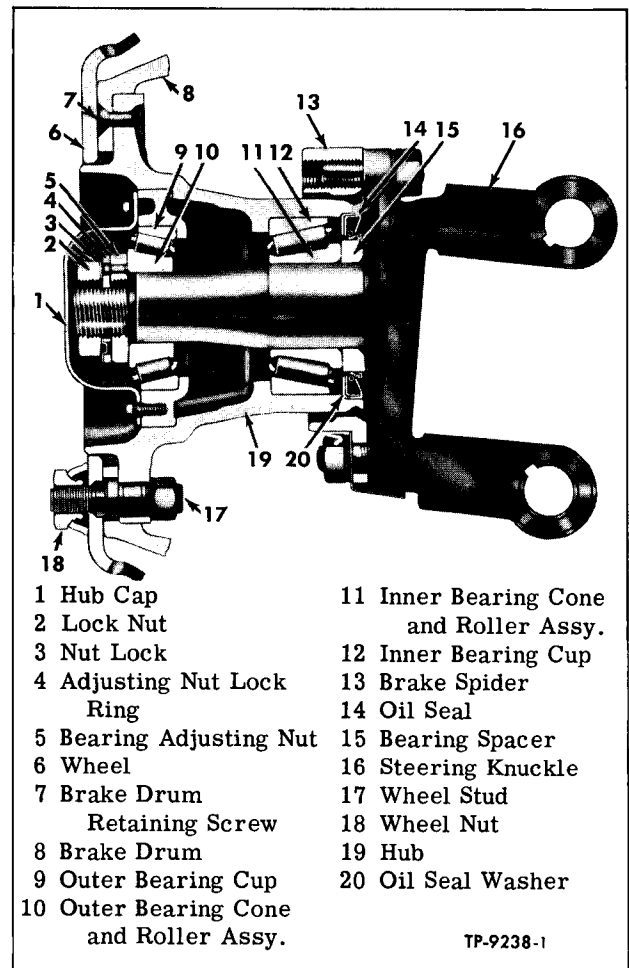 8
7
13
6
14 15
16
9 10
11 12
5
4
3
2
1
19
20
17
18
1 Hub Cap
2 Lock Nut
3 Nut Lock
4 Adjusting Nut Lock
Ring
5 Bearing Adjusting Nut
6 Wheel
7 Brake Drum
Retaining Screw
8 Brake Drum
9 Outer Bearing Cup
10 Outer Bearing Cone
and Roller Assy.
11 Inner Bearing Cone
and Roller Assy.
12 Inner Bearing Cup
13 Brake Spider
14 Oil Seal
15 Bearing Spacer
16 Steering Knuckle
17 Wheel Stud
18 Wheel Nut
19 Hub
20 Oil Seal Washer
TP-9238-1